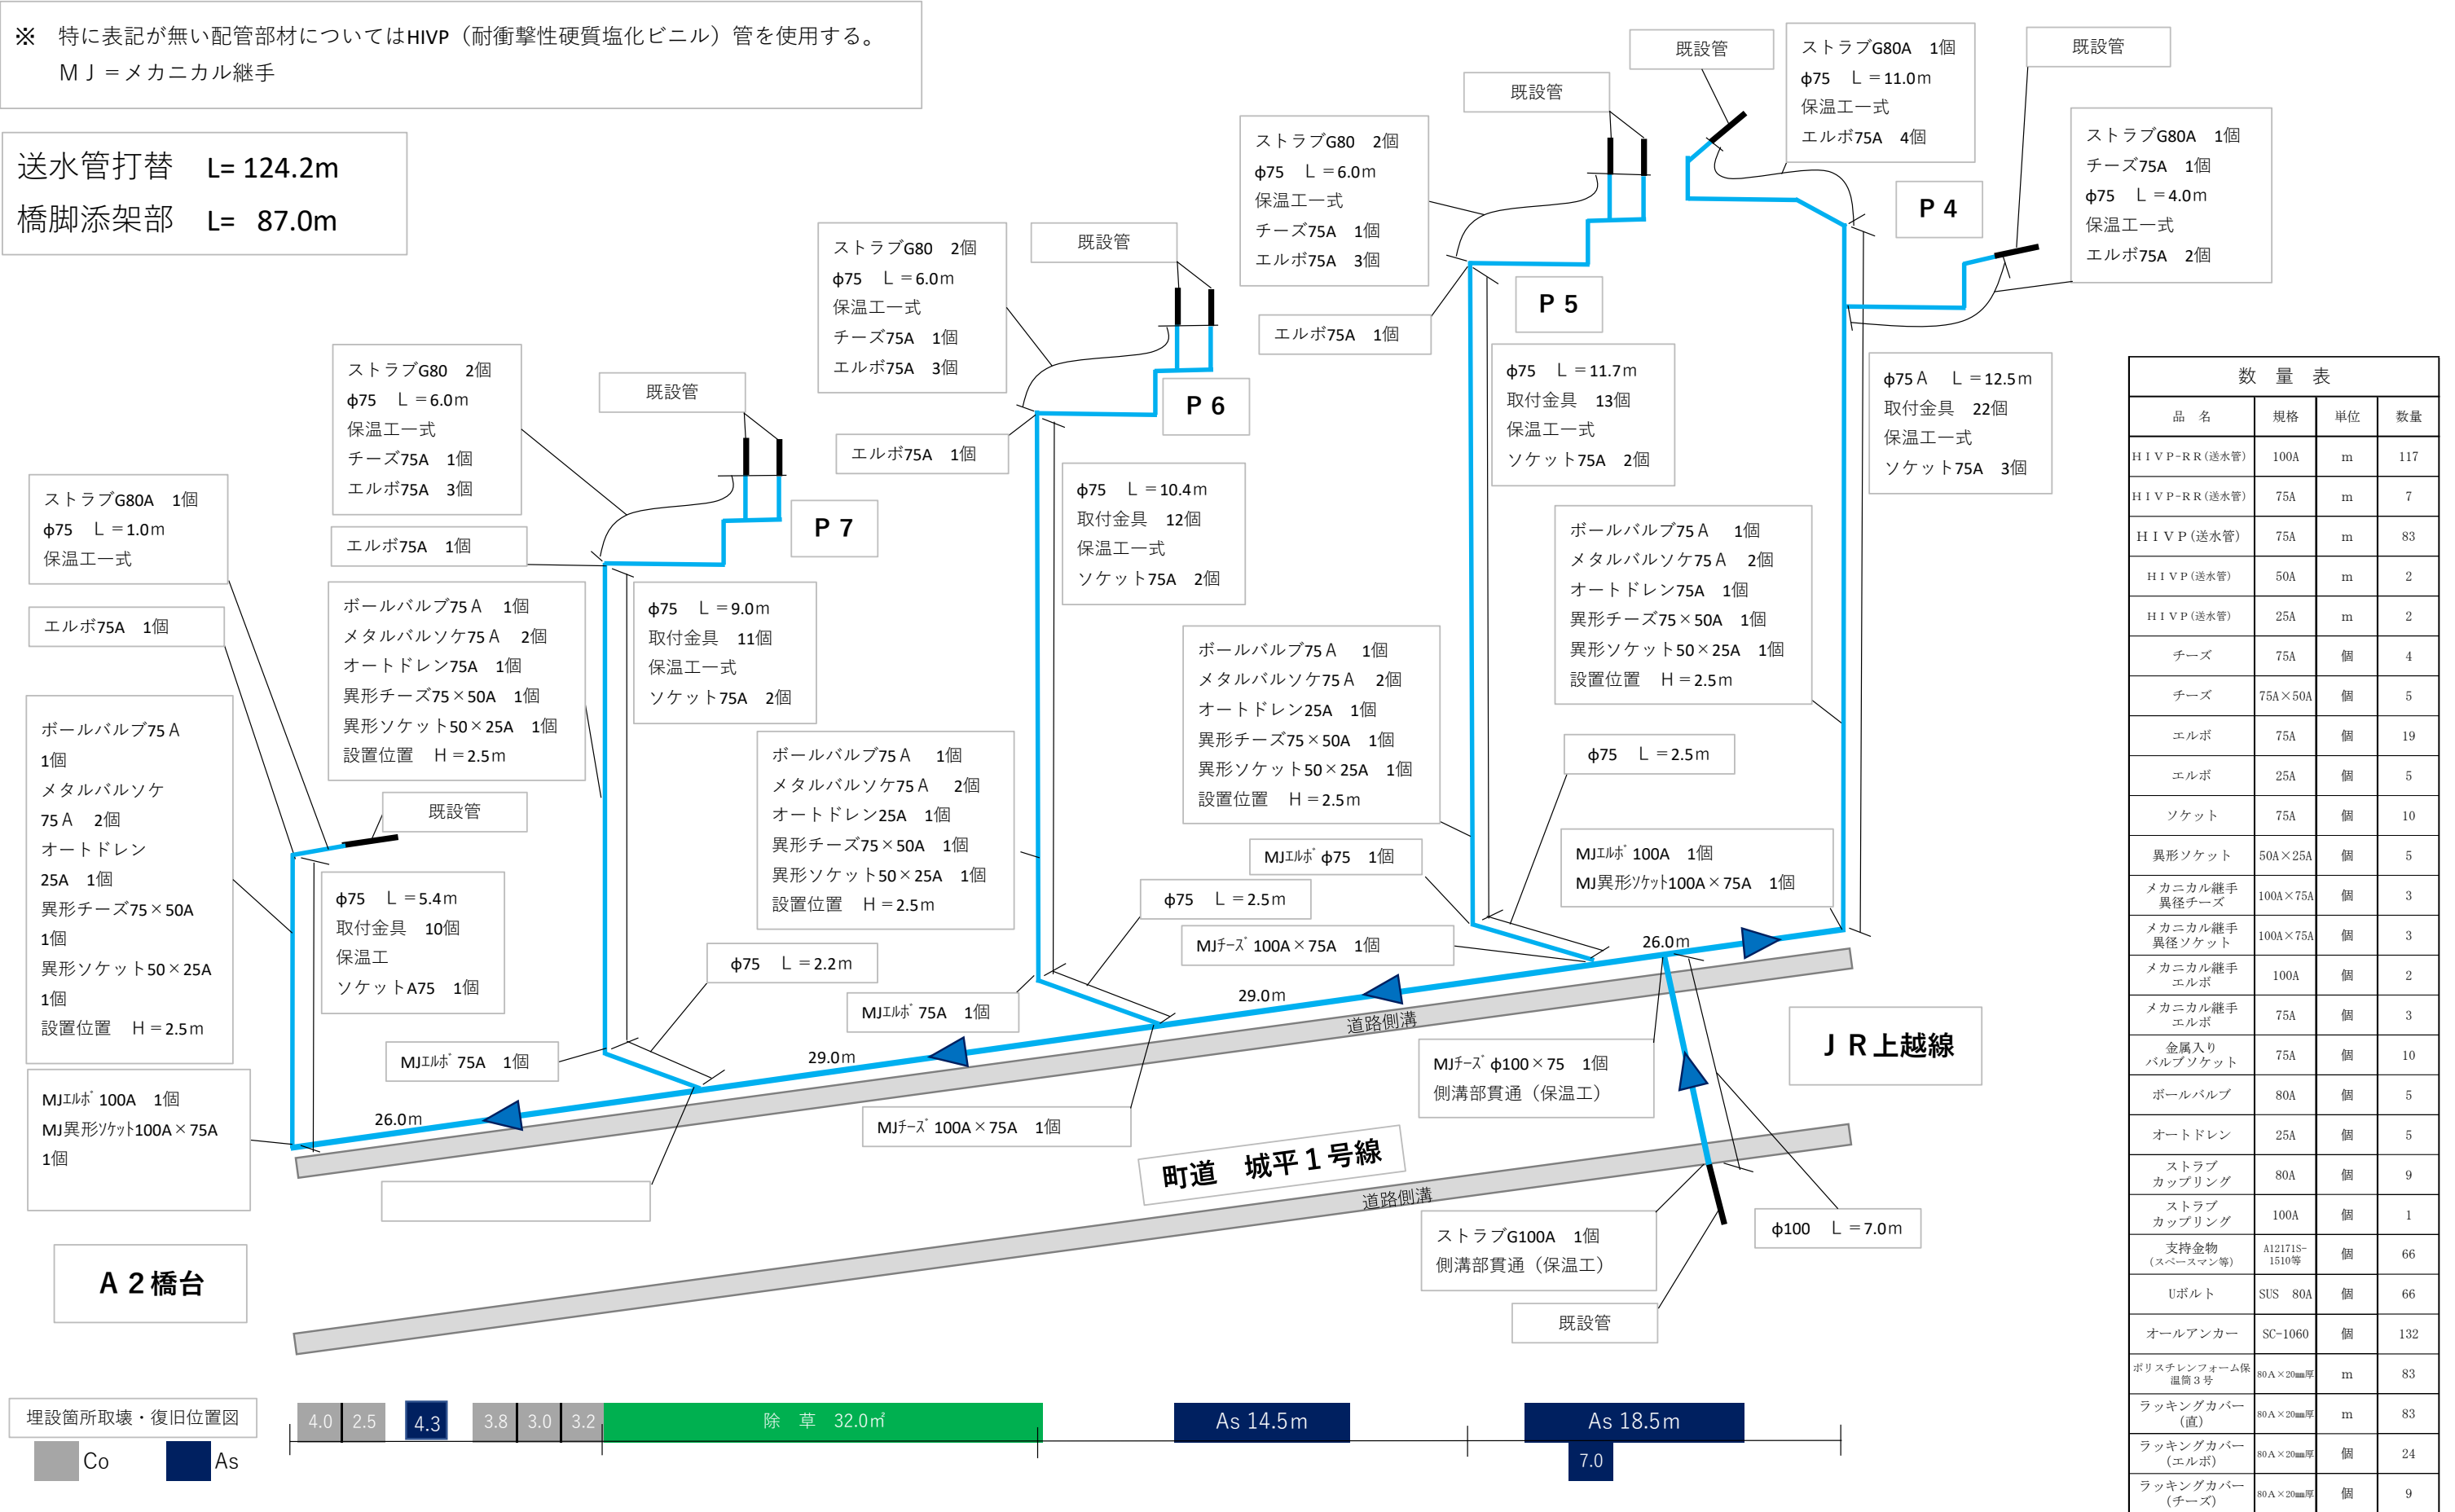 ※　特に表記が無い配管部材についてはHIVP（耐衝撃性硬質塩化ビニル）管を使用する。
ＭＪ＝メカニカル継手
送水管打替　L= 124.2m
橋脚添架部　L=　87.0m
既設管
ストラブG80A　1個
φ75　Ｌ＝11.0ｍ
保温工一式
エルボ75A　4個
既設管
ストラブG80A　1個
チーズ75A　1個
φ75　Ｌ＝4.0ｍ
保温工一式
エルボ75A　2個
Ｐ４
既設管
ストラブG80　2個
φ75　Ｌ＝6.0ｍ
保温工一式
チーズ75A　1個
エルボ75A　3個
Ｐ５
エルボ75A　1個
既設管
ストラブG80　2個
φ75　Ｌ＝6.0ｍ
保温工一式
チーズ75A　1個
エルボ75A　3個
Ｐ６
エルボ75A　1個
既設管
ストラブG80　2個
φ75　Ｌ＝6.0ｍ
保温工一式
チーズ75A　1個
エルボ75A　3個
Ｐ７
エルボ75A　1個
ストラブG80A　1個
φ75　Ｌ＝1.0ｍ
保温工一式
エルボ75A　1個
φ75　Ｌ＝11.7ｍ
取付金具　13個
保温工一式
ソケット75A　2個
φ75Ａ　Ｌ＝12.5ｍ
取付金具　22個
保温工一式
ソケット75A　3個
φ75　Ｌ＝10.4ｍ
取付金具　12個
保温工一式
ソケット75A　2個
φ75　Ｌ＝9.0ｍ
取付金具　11個
保温工一式
ソケット75A　2個
ボールバルブ75Ａ　1個
メタルバルソケ75Ａ　2個
オートドレン75A　1個
異形チーズ75×50A　1個
異形ソケット50×25A　1個
設置位置　Ｈ＝2.5ｍ
ボールバルブ75Ａ　1個
メタルバルソケ75Ａ　2個
オートドレン25A　1個
異形チーズ75×50A　1個
異形ソケット50×25A　1個
設置位置　Ｈ＝2.5ｍ
ボールバルブ75Ａ　1個
メタルバルソケ75Ａ　2個
オートドレン25A　1個
異形チーズ75×50A　1個
異形ソケット50×25A　1個
設置位置　Ｈ＝2.5ｍ
ボールバルブ75Ａ　1個
メタルバルソケ75Ａ　2個
オートドレン75A　1個
異形チーズ75×50A　1個
異形ソケット50×25A　1個
設置位置　Ｈ＝2.5ｍ
ボールバルブ75Ａ
1個
メタルバルソケ
75Ａ　2個
オートドレン
25A　1個
異形チーズ75×50A
1個
異形ソケット50×25A
1個
設置位置　Ｈ＝2.5ｍ
既設管
φ75　Ｌ＝5.4ｍ
取付金具　10個
保温工
ソケットA75　1個
φ75　Ｌ＝2.5ｍ
MJｴﾙﾎﾞφ75　1個
MJｴﾙﾎﾞ100A　1個
MJ異形ｿｹｯﾄ100A×75A　1個
φ75　Ｌ＝2.5ｍ
MJﾁｰｽﾞ100A×75A　1個
26.0ｍ
φ75　Ｌ＝2.2ｍ
MJｴﾙﾎﾞ75A　1個
29.0ｍ
道路側溝
MJｴﾙﾎﾞ75A　1個
29.0ｍ
MJﾁｰｽﾞφ100×75　1個
側溝部貫通（保温工）
ＪＲ上越線
MJｴﾙﾎﾞ100A　1個
MJ異形ｿｹｯﾄ100A×75A
1個
26.0ｍ
MJﾁｰｽﾞ100A×75A　1個
町道　城平１号線
道路側溝
ストラブG100A　1個
側溝部貫通（保温工）
φ100　Ｌ＝7.0ｍ
既設管
Ａ２橋台
埋設箇所取壊・復旧位置図
Co
As
4.0
2.5
4.3
3.8
3.0
3.2
除　草　32.0㎡
As 14.5ｍ
As 18.5ｍ
7.0
数　量　表
品　名　規格　単位　数量
ＨＩＶＰ-ＲＲ(送水管)　100A　m　117
ＨＩＶＰ-ＲＲ(送水管)　75A　m　7
ＨＩＶＰ(送水管)　75A　m　83
ＨＩＶＰ(送水管)　50A　m　2
ＨＩＶＰ(送水管)　25A　m　2
チーズ　75A　個　4
チーズ　75A×50A　個　5
エルボ　75A　個　19
エルボ　25A　個　5
ソケット　75A　個　10
異形ソケット　50A×25A　個　5
メカニカル継手
異径チーズ　100A×75A　個　3
メカニカル継手
異径ソケット　100A×75A　個　3
メカニカル継手
エルボ　100A　個　2
メカニカル継手
エルボ　75A　個　3
金属入り
バルブソケット　75A　個　10
ボールバルブ　80A　個　5
オートドレン　25A　個　5
ストラブ
カップリング　80A　個　9
ストラブ
カップリング　100A　個　1
支持金物
(スペースマン等)　A12171S-
1510等　個　66
Uボルト　SUS　80A　個　66
オールアンカー　SC-1060　個　132
ポリスチレンフォーム保
温筒３号　80Ａ×20㎜厚　m　83
ラッキングカバー
(直)　80Ａ×20㎜厚　m　83
ラッキングカバー
(エルボ)　80Ａ×20㎜厚　個　24
ラッキングカバー
(チーズ)　80Ａ×20㎜厚　個　9